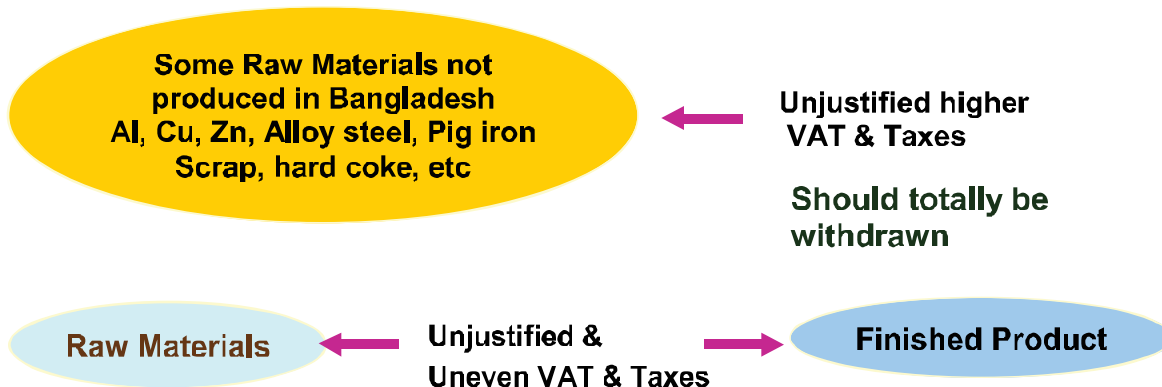 Some Raw Materials not
produced in Bangladesh
Al, Cu, Zn, Alloy steel, Pig iron
Scrap, hard coke, etc
Unjustified higher
VAT & Taxes
Should totally be
withdrawn
Raw Materials
Unjustified &
Uneven VAT & Taxes
Finished Product